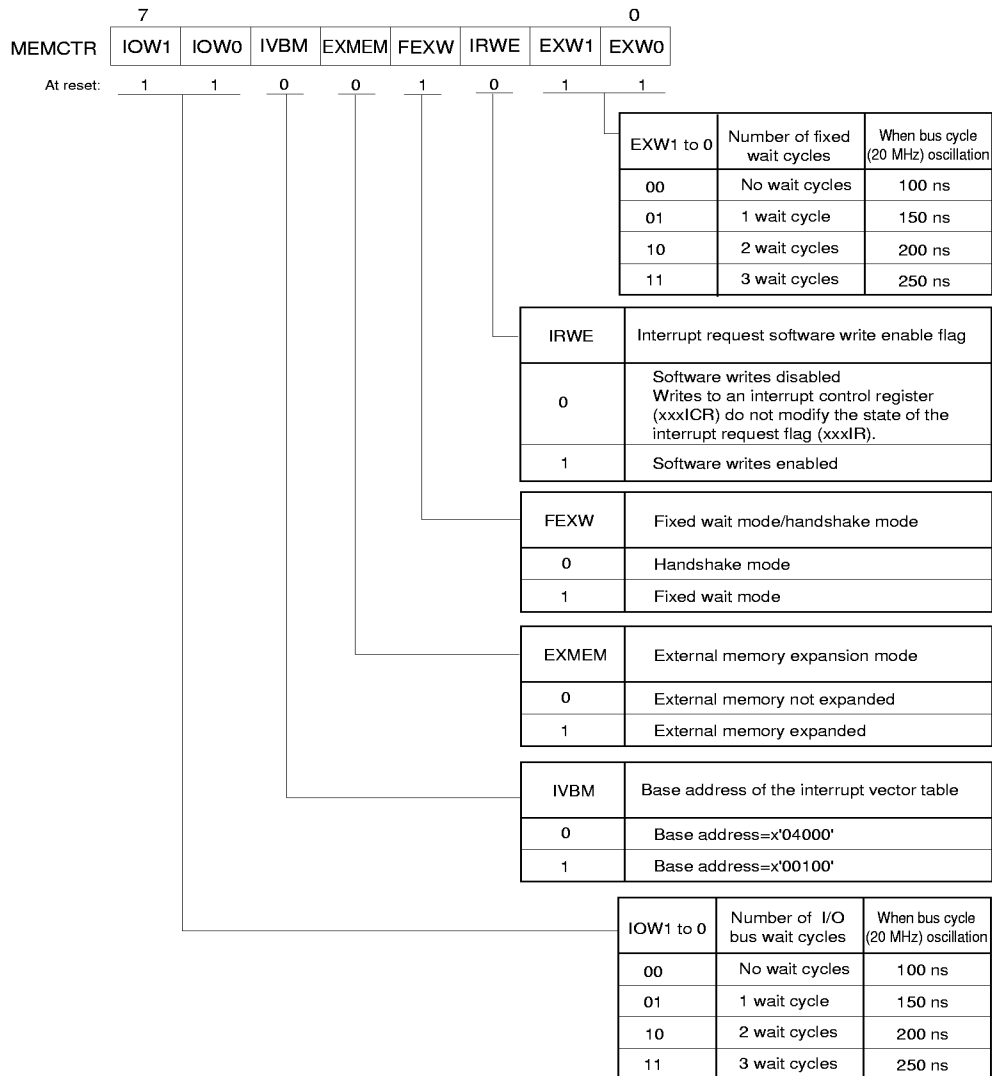 7 0
MEMCTR IOW1 IOW0 IVBM EXMEM FEXW IRWE EXW1 EXW0
At reset: 1 1 0 0 1 0 1 1
EXW1 to 0 Number of fixed wait cycles When bus cycle (20 MHz) oscillation
00 No wait cycles 100 ns
01 1 wait cycle 150 ns
10 2 wait cycles 200 ns
11 3 wait cycles 250 ns
IRWE Interrupt request software write enable flag
0 Software writes disabled
Writes to an interrupt control register
(xxxICR) do not modify the state of the
interrupt request flag (xxxIR).
1 Software writes enabled
FEXW Fixed wait mode/handshake mode
0 Handshake mode
1 Fixed wait mode
EXMEM External memory expansion mode
0 External memory not expanded
1 External memory expanded
IVBM Base address of the interrupt vector table
0 Base address=x'04000'
1 Base address=x'00100'
IOW1 to 0 Number of I/O bus wait cycles When bus cycle (20 MHz) oscillation
00 No wait cycles 100 ns
01 1 wait cycle 150 ns
10 2 wait cycles 200 ns
11 3 wait cycles 250 ns